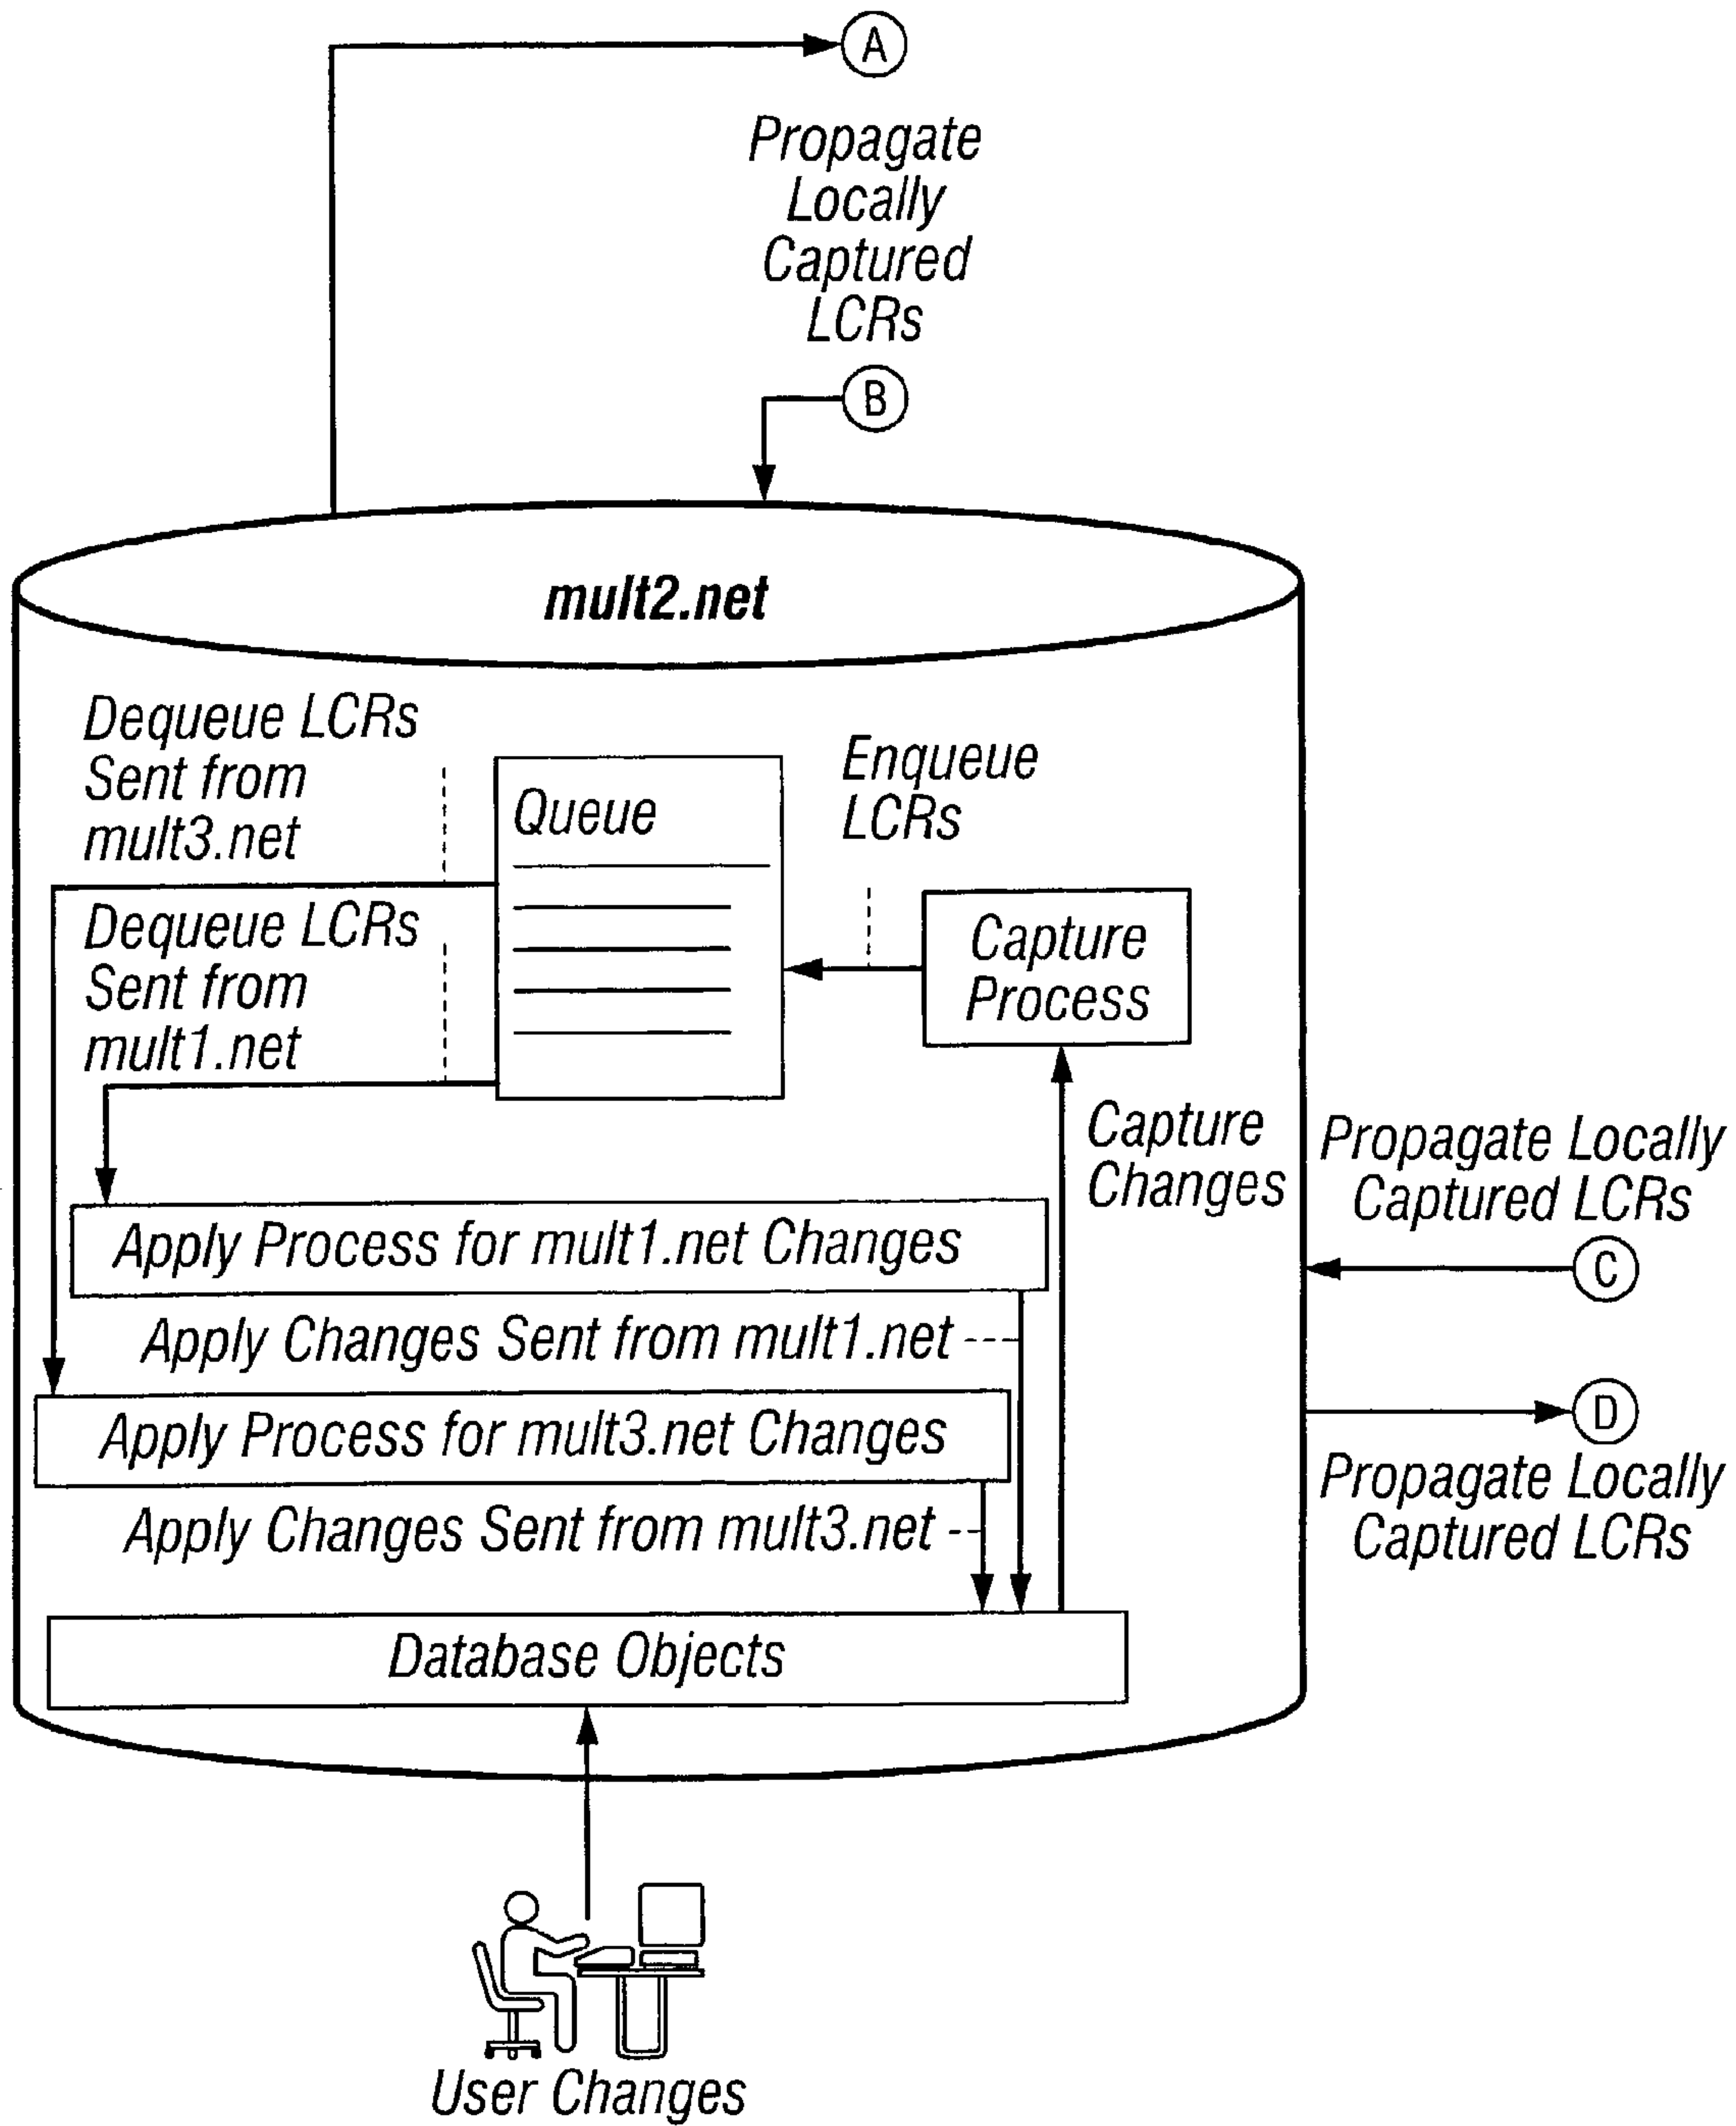 A
Propagate
Locally
Captured
LCRs
B
mult2.net
Dequeue LCRs
Sent from
mult3.net
Queue
Enqueue
LCRs
Dequeue LCRs
Sent from
mult1.net
Capture
Process
Capture
Changes
Propagate Locally
Captured LCRs
C
Apply Process for mult1.net Changes
Apply Changes Sent from mult1.net
Apply Process for mult3.net Changes
D
Propagate Locally
Captured LCRs
Apply Changes Sent from mult3.net
Database Objects
User Changes